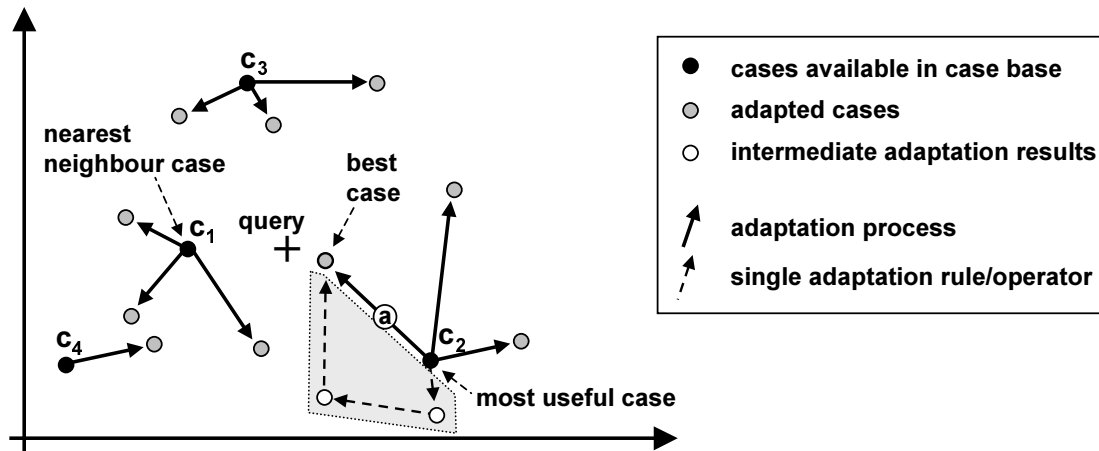 c3
nearest
neighbour case
best
case
query
c1
a
c2
c4
most useful case
cases available in case base
adapted cases
intermediate adaptation results
adaptation process
single adaptation rule/operator